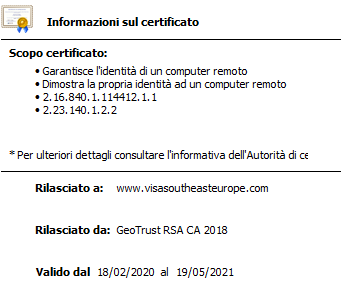 Informazioni sul certificato
Scopo certificato:
• Garantisce l'identità di un computer remoto
• Dimostra la propria identità ad un computer remoto
• 2.16.840.1.114412.1.1
• 2.23.140.1.2.2
* Per ulteriori dettagli consultare l'informativa dell'Autorità di ce
Rilasciato a: www.visasoutheasteurope.com
Rilasciato da: GeoTrust RSA CA 2018
Valido dal 18/02/2020 al 19/05/2021